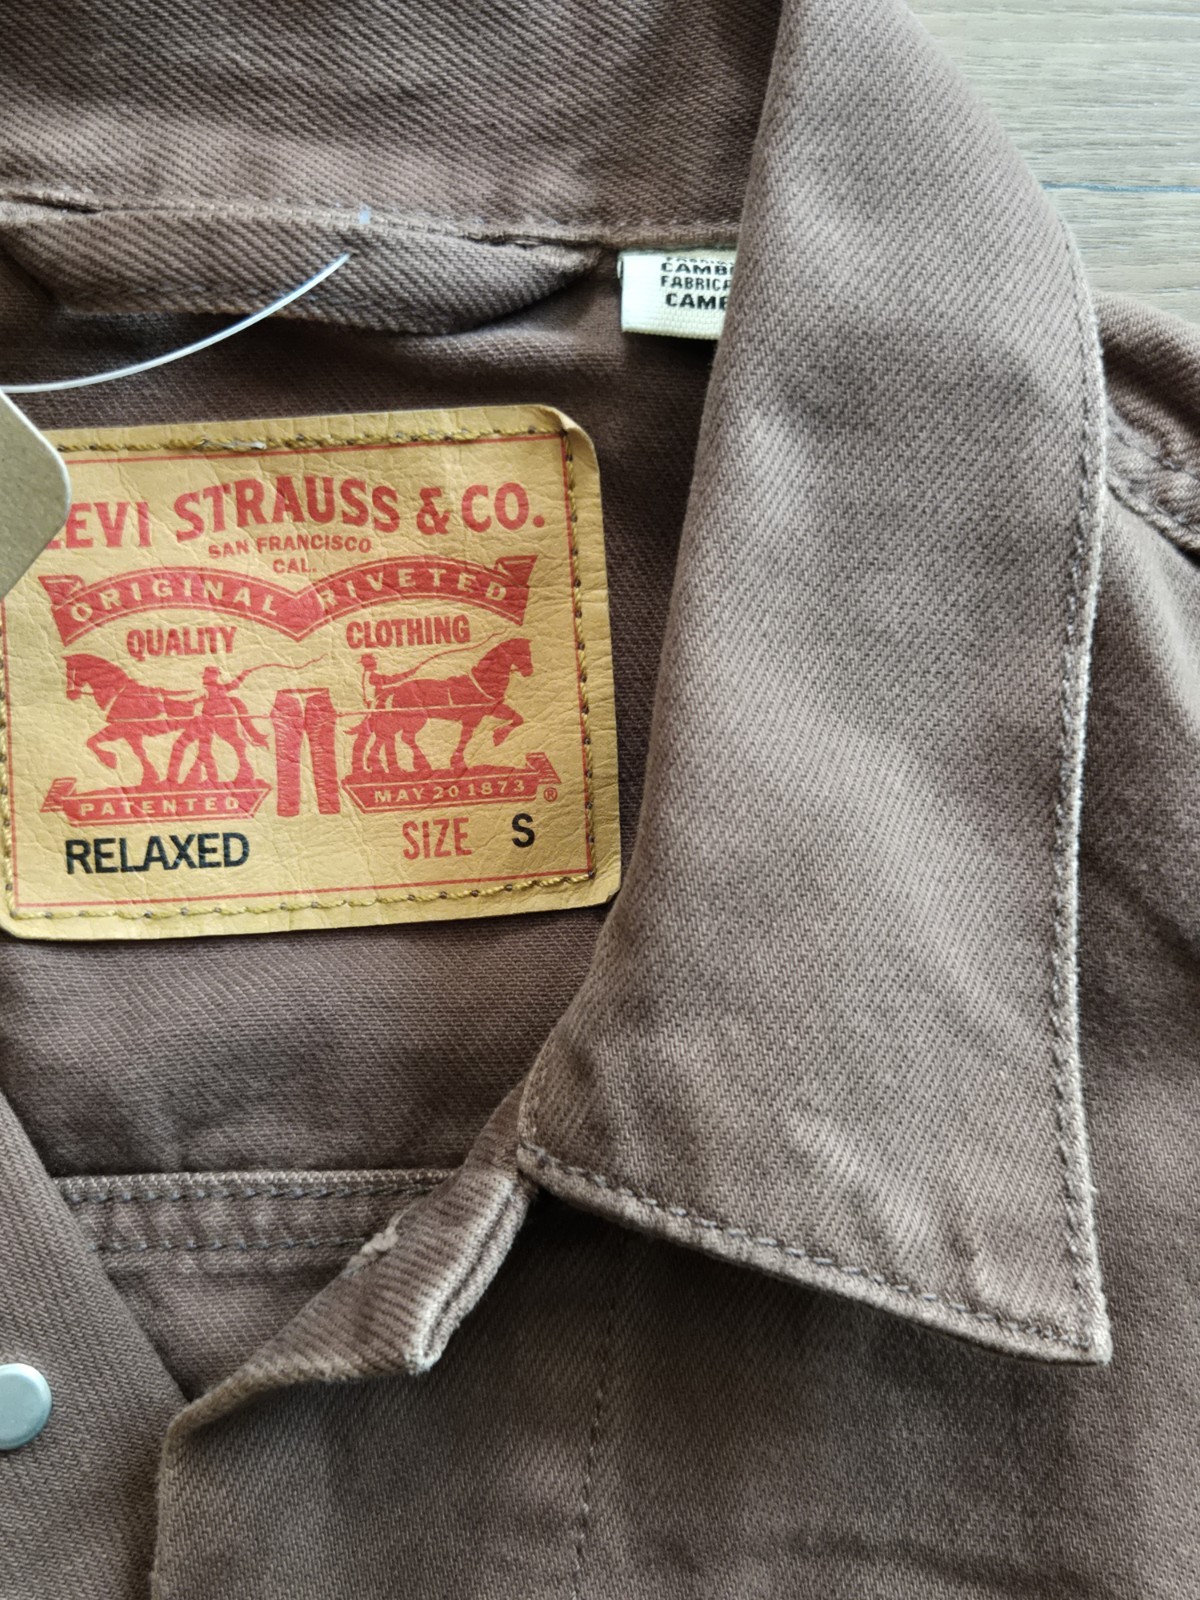 CAMB
FABRICA
CAMB
EVI STRAUSS & CO.
SAN FRANCISCO
CAL.
ORIGINAL RIVETED
QUALITY CLOTHING
PATENTED MAY 20 1873 ®
RELAXED SIZE S